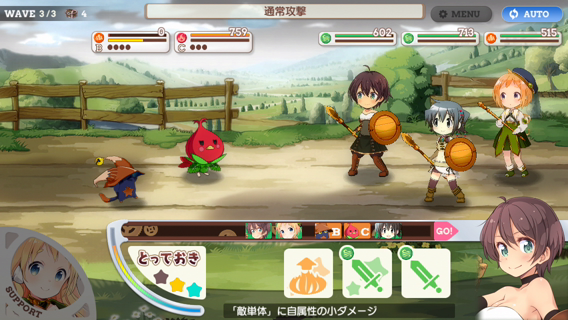 WAVE 3/3 4
通常攻撃
MENU
AUTO
0
B
759
C
602
713
515
B C GO!
とっておき
SUPPORT
「敵単体」に自属性の小ダメージ